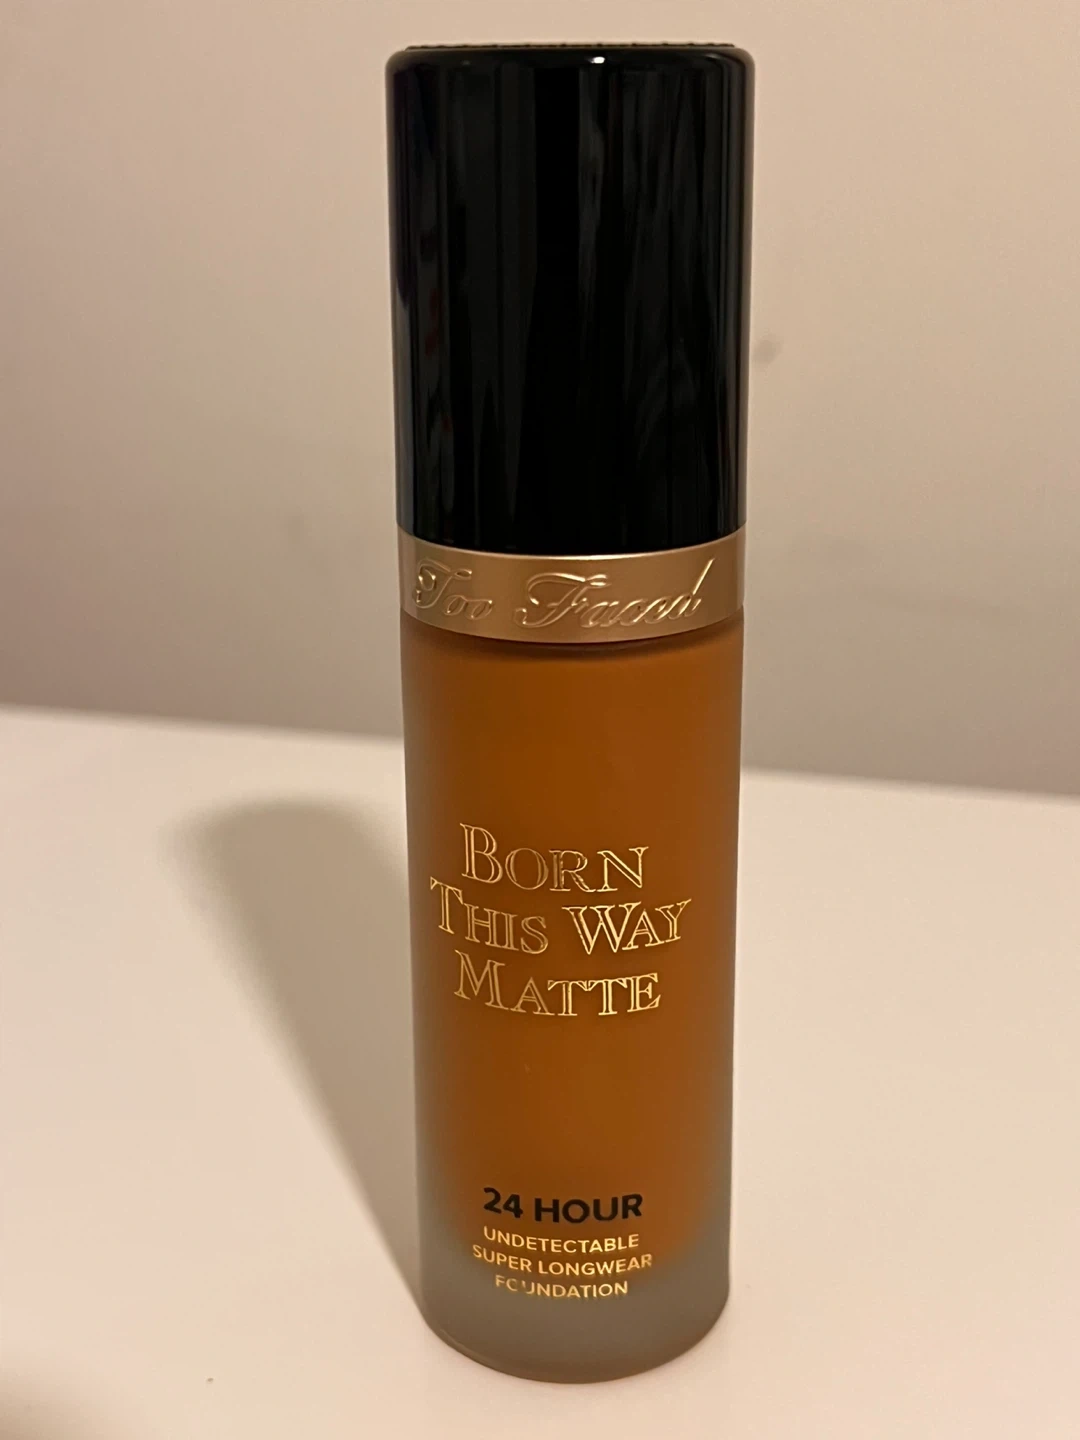 Too Faced
BORN
THIS WAY
MATTE
24 HOUR
UNDETECTABLE
SUPER LONGWEAR
FOUNDATION